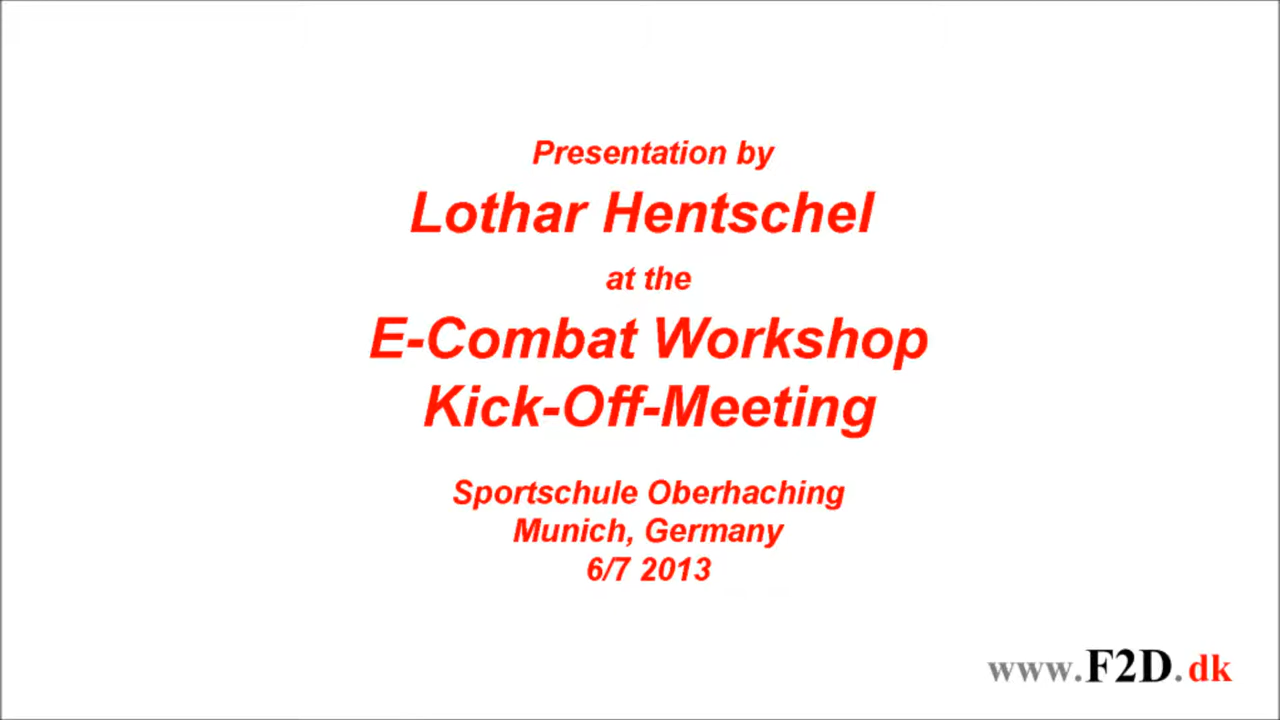 Presentation by
Lothar Hentschel
at the
E-Combat Workshop
Kick-Off-Meeting
Sportschule Oberhaching
Munich, Germany
6/7 2013
www.F2D.dk